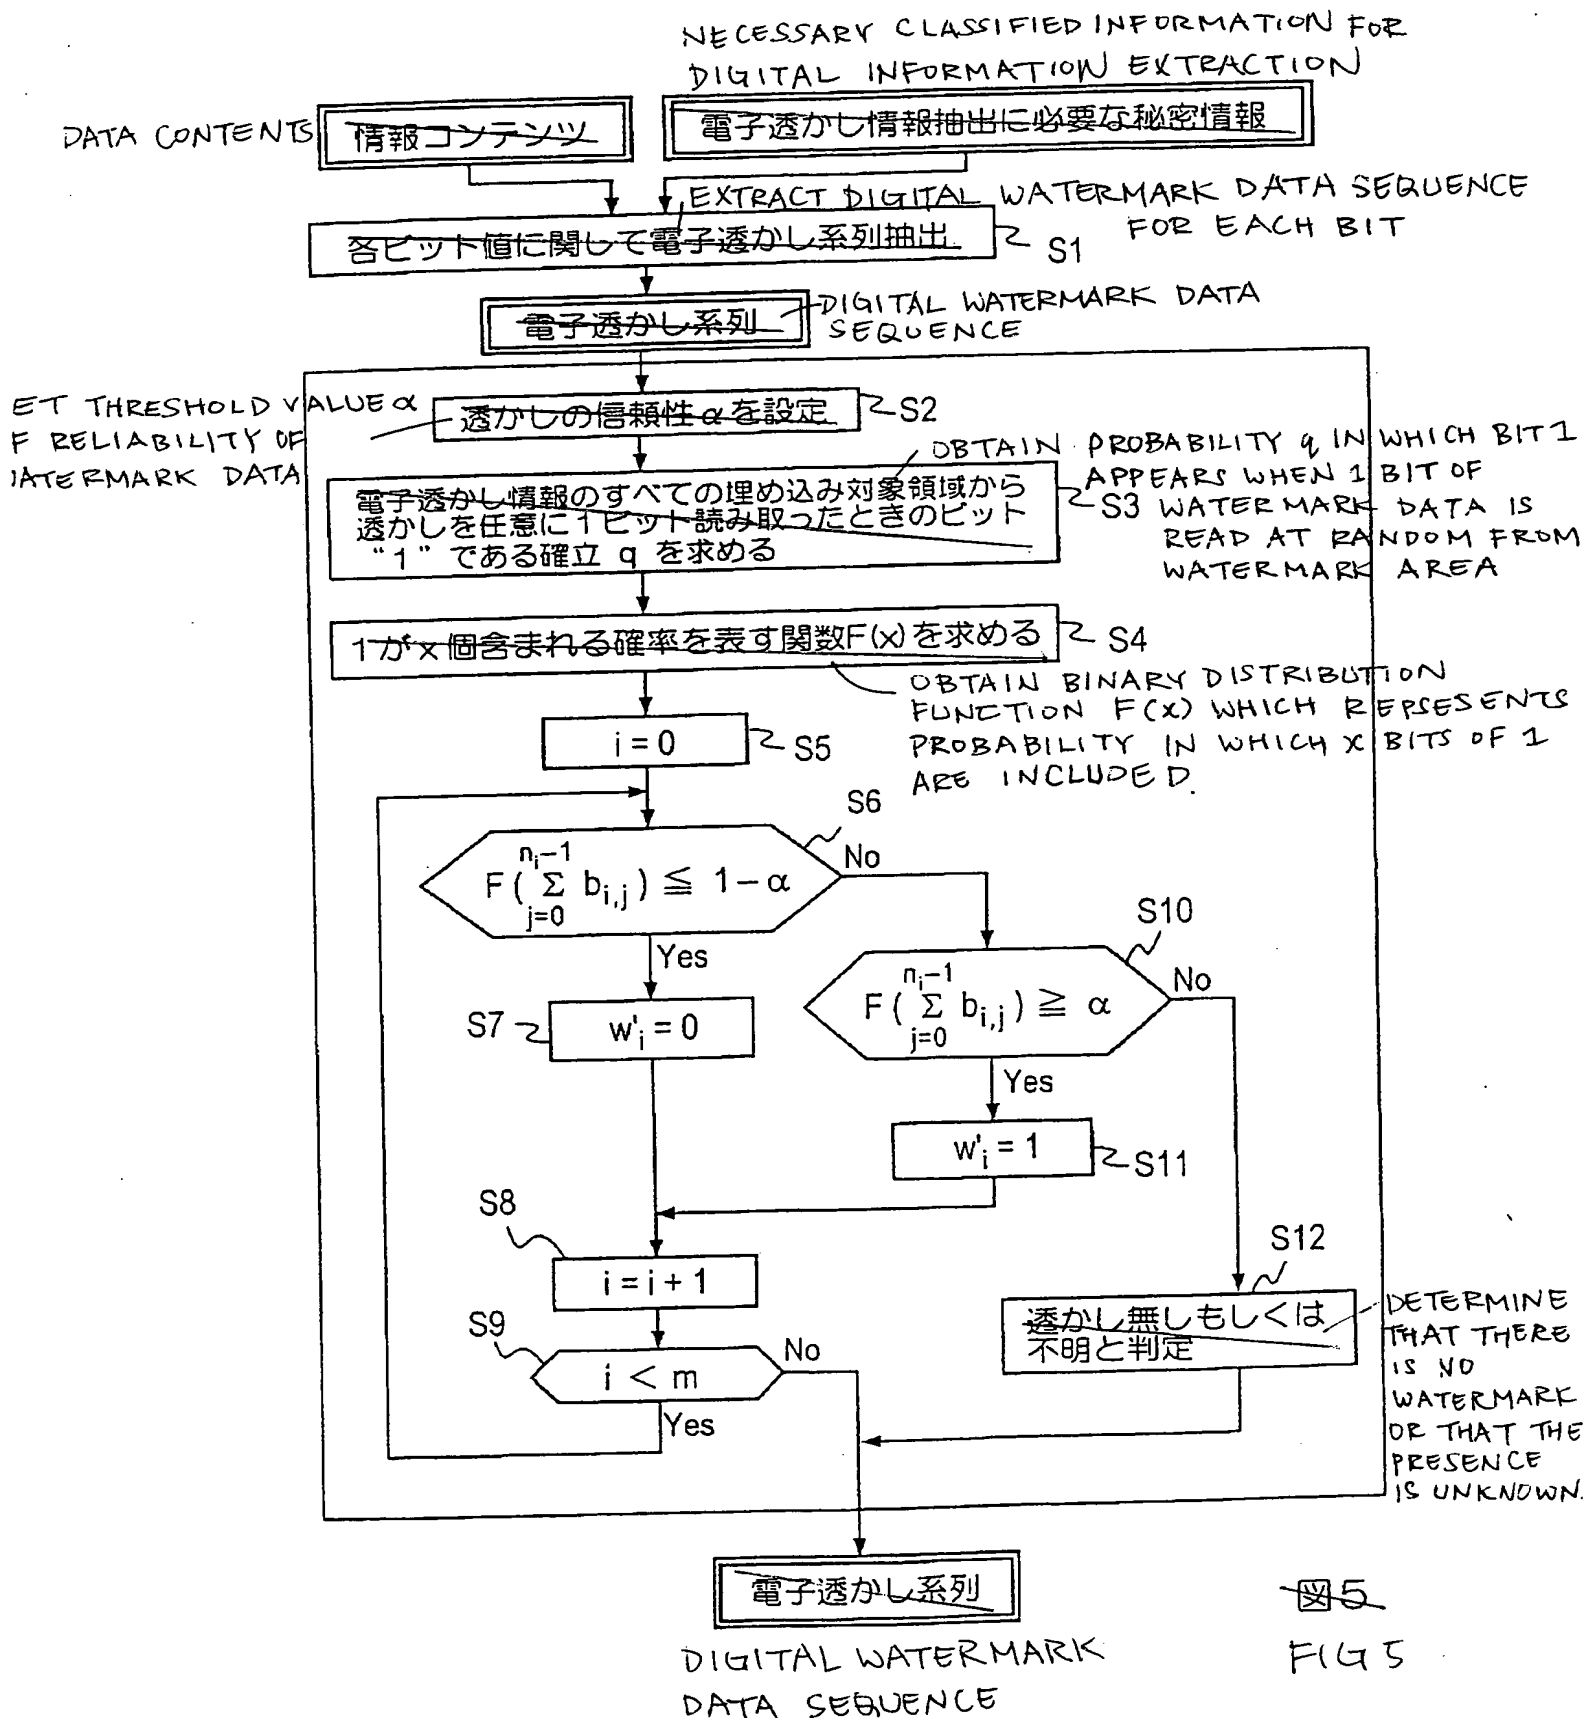 NECESSARY CLASSIFIED INFORMATION FOR
DIGITAL INFORMATION EXTRACTION
DATA CONTENTS
情報コンテンツ
電子透かし情報抽出に必要な秘密情報
EXTRACT DIGITAL WATERMARK DATA SEQUENCE
FOR EACH BIT
各ビット値に関して電子透かし系列抽出
S1
電子透かし系列
DIGITAL WATERMARK DATA
SEQUENCE
ET THRESHOLD VALUE α
F RELIABILITY OF
IATERMARK DATA
透かしの信頼性αを設定
S2
OBTAIN PROBABILITY q IN WHICH BIT 1
APPEARS WHEN 1 BIT OF
WATERMARK DATA IS
READ AT RANDOM FROM
WATERMARK AREA
電子透かし情報のすべての埋め込み対象領域から
透かしを任意に1ビット読み取ったときのビット
“1”である確立 q を求める
S3
1がx個含まれる確率を表す関数F(x)を求める
S4
OBTAIN BINARY DISTRIBUTION
FUNCTION F(X) WHICH REPSESENTS
PROBABILITY IN WHICH X BITS OF 1
ARE INCLUDED.
i = 0
S5
S6
F( Σ b i,j ) ≦ 1−α
n i −1
j=0
No
Yes
S10
F( Σ b i,j ) ≧ α
n i −1
j=0
No
Yes
S7
w' i = 0
w' i = 1
S11
S8
i = i + 1
S9
i < m
No
Yes
S12
透かし無しもしくは
不明と判定
DETERMINE
THAT THERE
IS NO
WATERMARK
OR THAT THE
PRESENCE
IS UNKNOWN.
電子透かし系列
DIGITAL WATERMARK
DATA SEQUENCE
図5
FIG 5